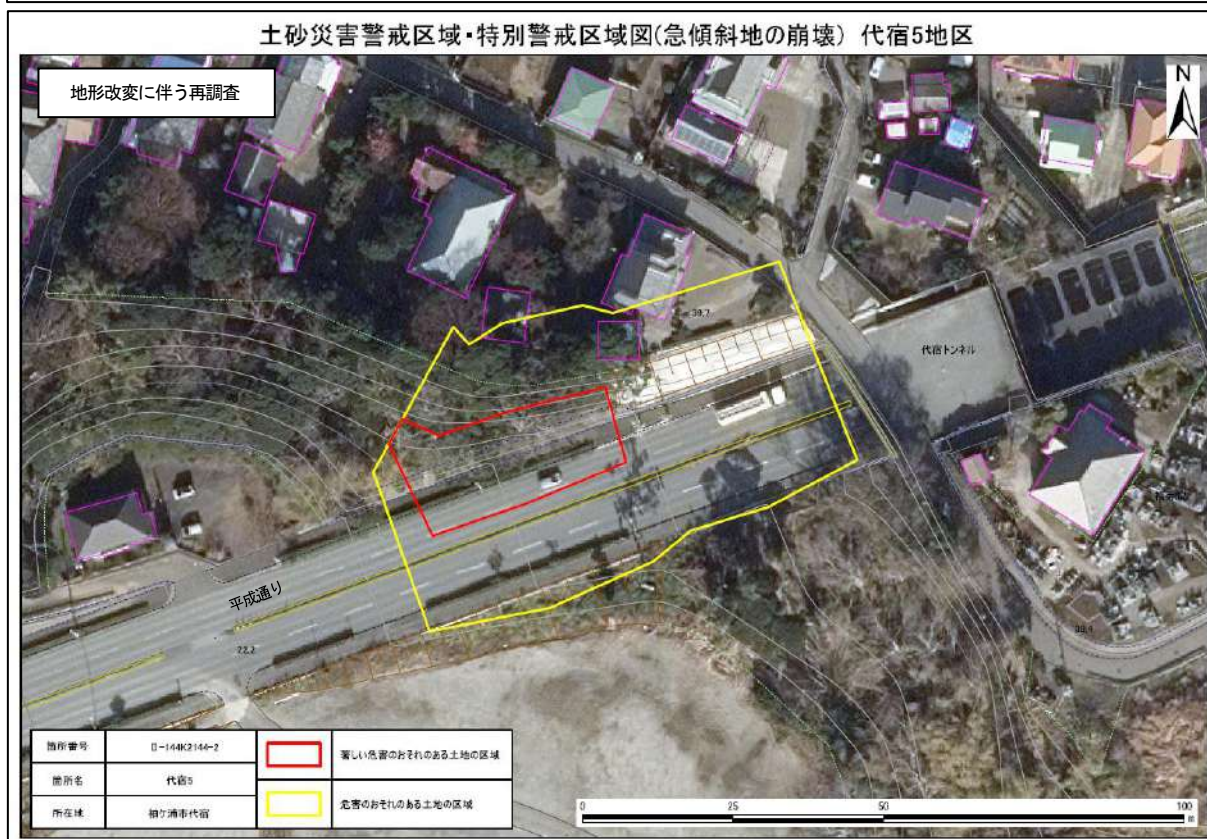 土砂災害警戒区域・特別警戒区域図(急傾斜地の崩壊) 代宿5地区
地形改変に伴う再調査
N
39.7
代宿トンネル
平成通り
22.2
箇所番号 Ⅱ-144K2144-2
箇所名 代宿5
所在地 袖ケ浦市代宿
著しい危害のおそれのある土地の区域
危害のおそれのある土地の区域
0 25 50 100
m